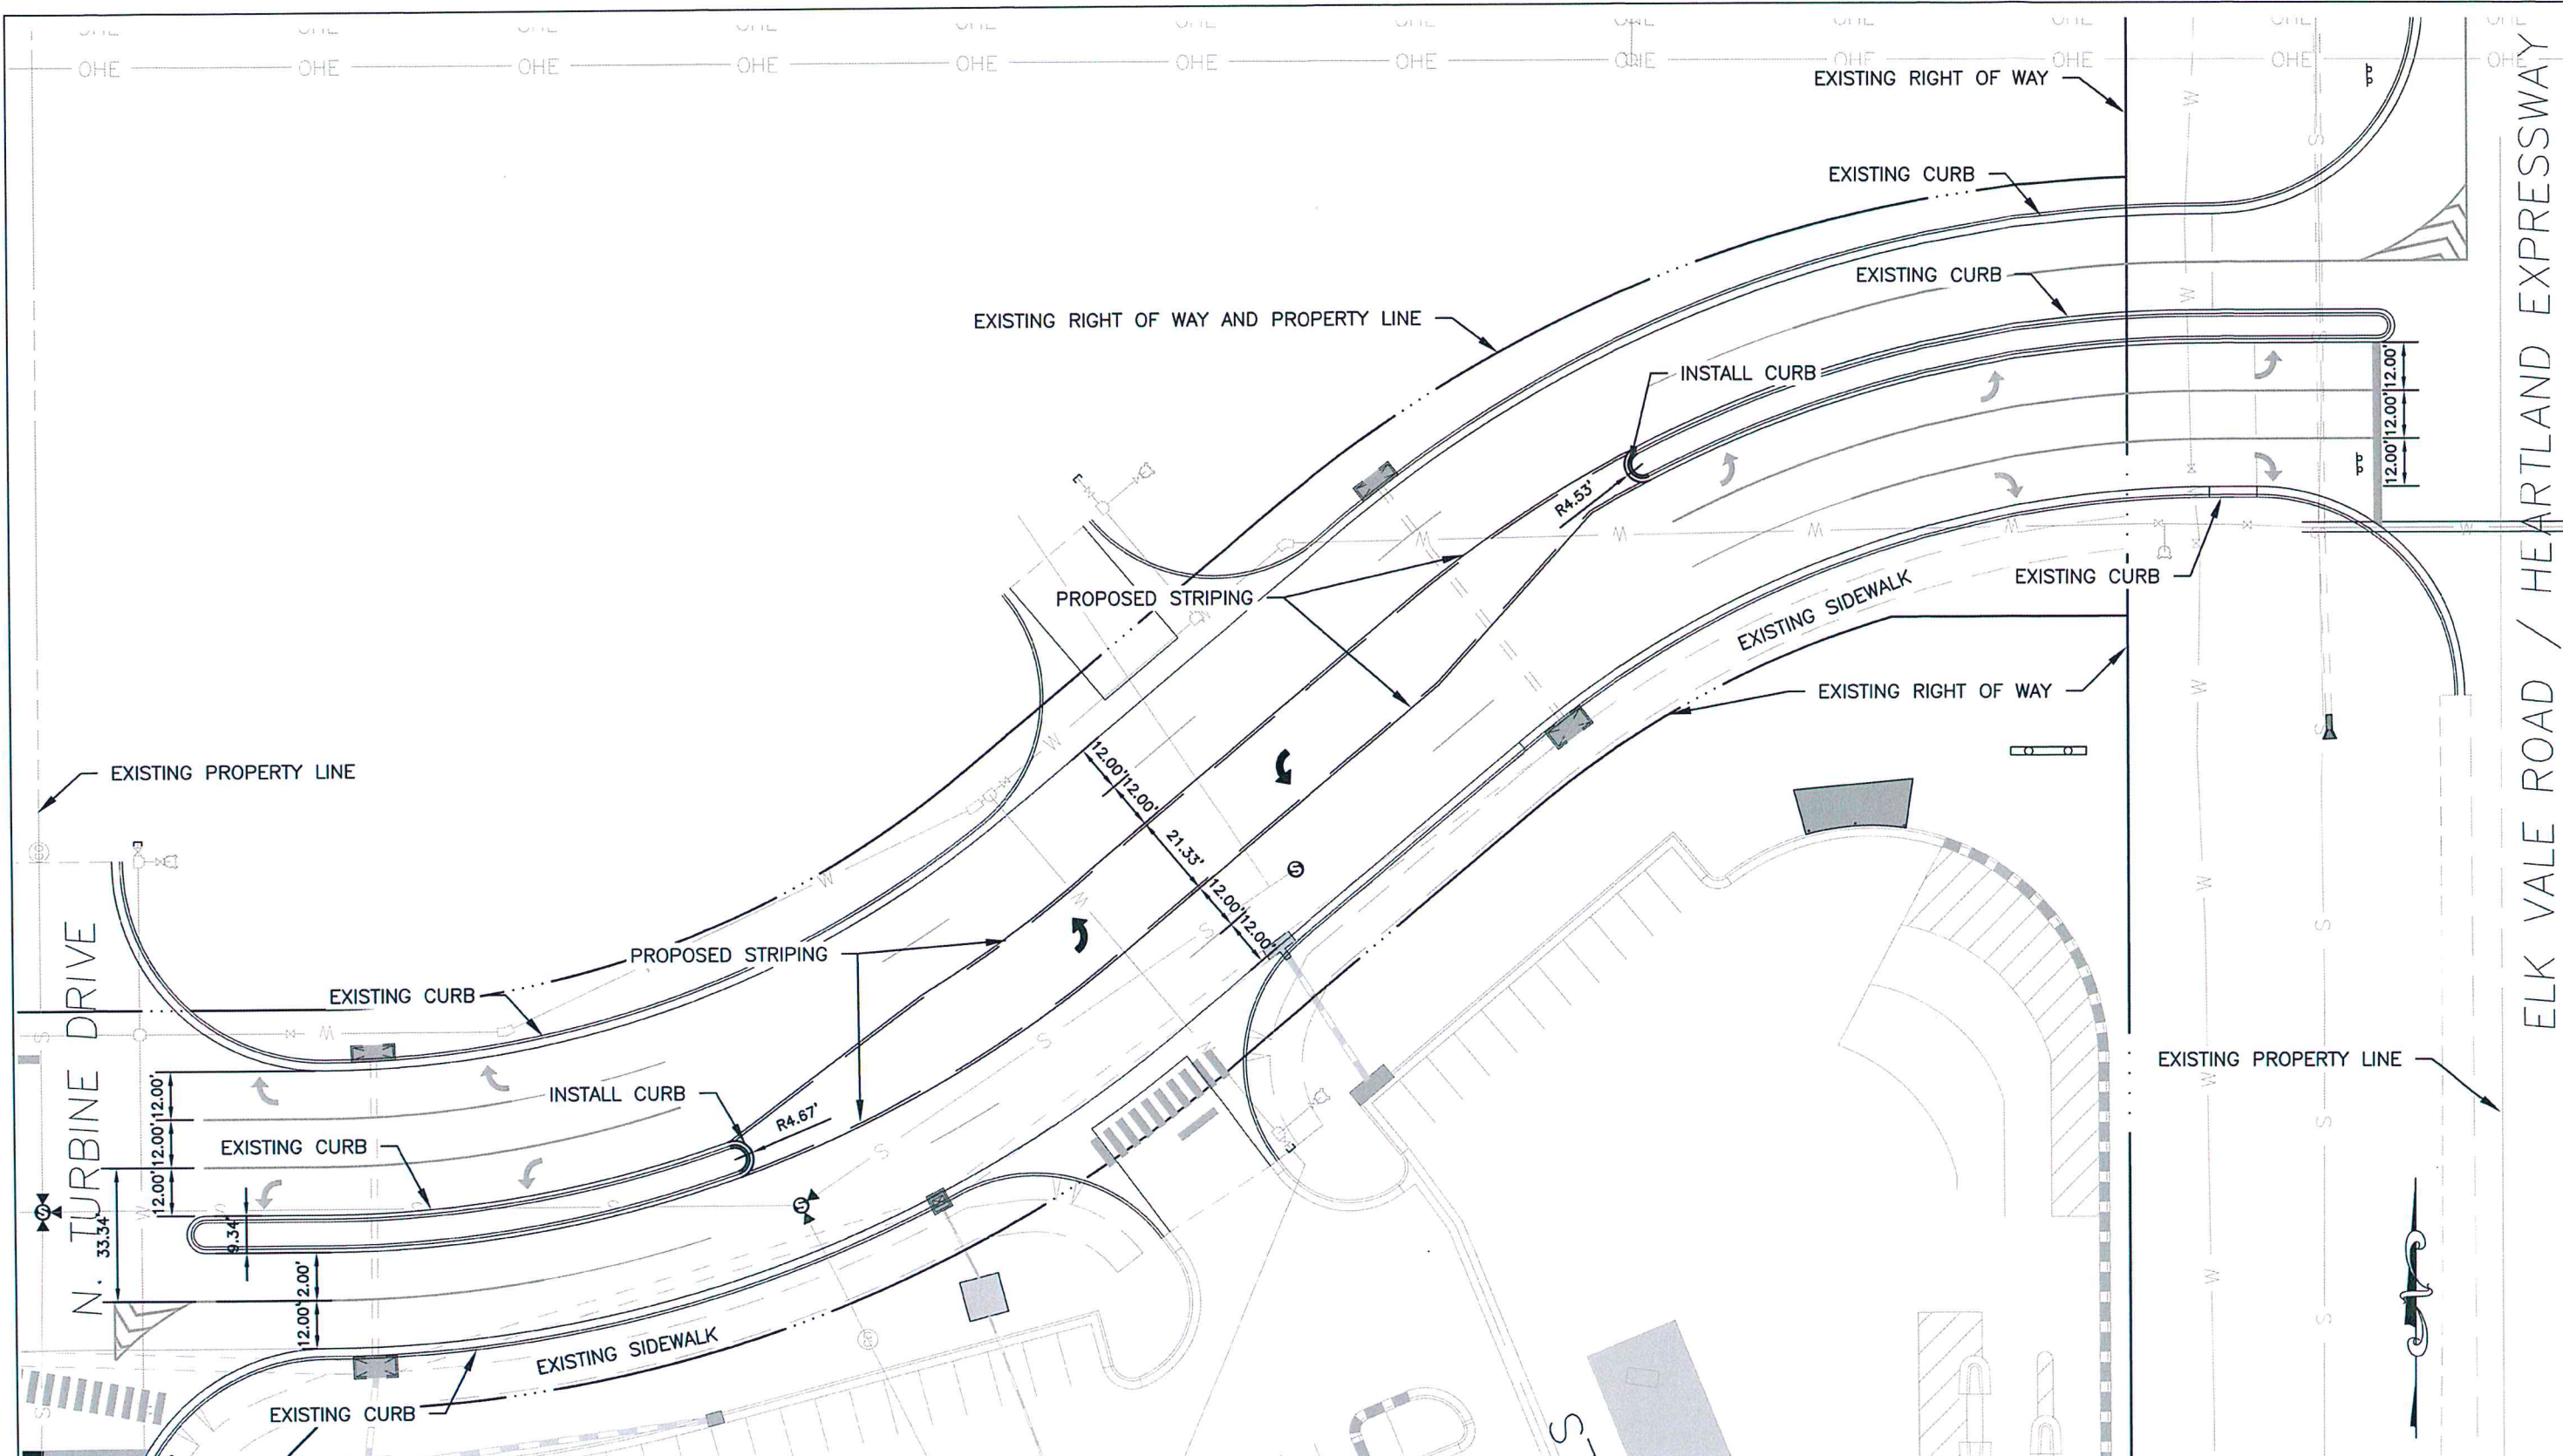 OHE OHE OHE OHE OHE OHE OHE OHE OHE OHE OHE OHE
EXISTING RIGHT OF WAY
EXISTING CURB
EXISTING CURB
EXISTING RIGHT OF WAY AND PROPERTY LINE
INSTALL CURB
12.00'
12.00'
12.00'
R4.53'
PROPOSED STRIPING
EXISTING CURB
EXISTING SIDEWALK
EXISTING RIGHT OF WAY
ELK VALE ROAD / HEARTLAND EXPRESSWAY
EXISTING PROPERTY LINE
12.00'
12.00'
21.33'
12.00'
12.00'
PROPOSED STRIPING
EXISTING CURB
N. TURBINE DRIVE
INSTALL CURB
R4.67'
EXISTING CURB
12.00'
12.00'
12.00'
33.34'
9.34'
2.00'
12.00'
EXISTING SIDEWALK
EXISTING CURB
EXISTING PROPERTY LINE
W
W
W
W
W
W
S
S
S
S
S